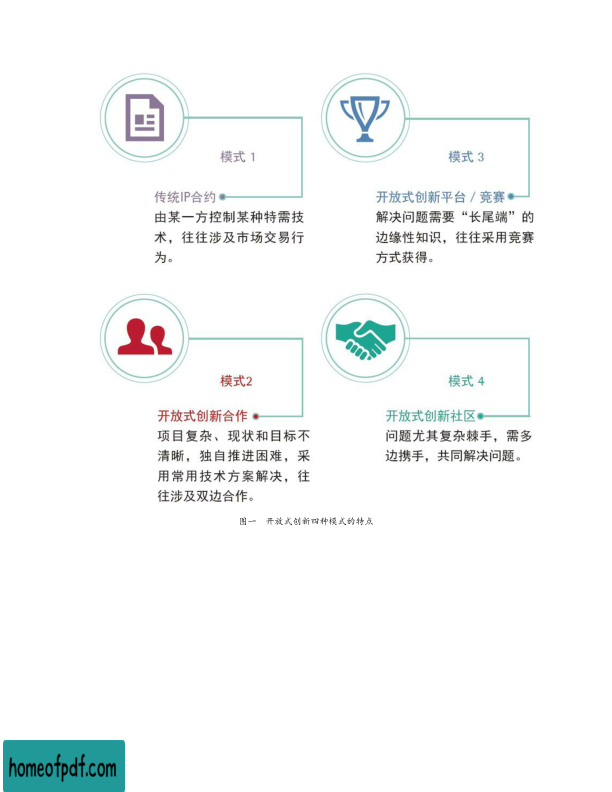 模式 1
传统IP合约
由某一方控制某种特需技
术，往往涉及市场交易行
为。
模式 3
开放式创新平台 / 竞赛
解决问题需要“长尾端”的
边缘性知识，往往采用竞赛
方式获得。
模式2
开放式创新合作
项目复杂、现状和目标不
清晰，独自推进困难，采
用常用技术方案解决，往
往涉及双边合作。
模式 4
开放式创新社区
问题尤其复杂棘手，需多
边携手，共同解决问题。
图一 开放式创新四种模式的特点
homeofpdf.com